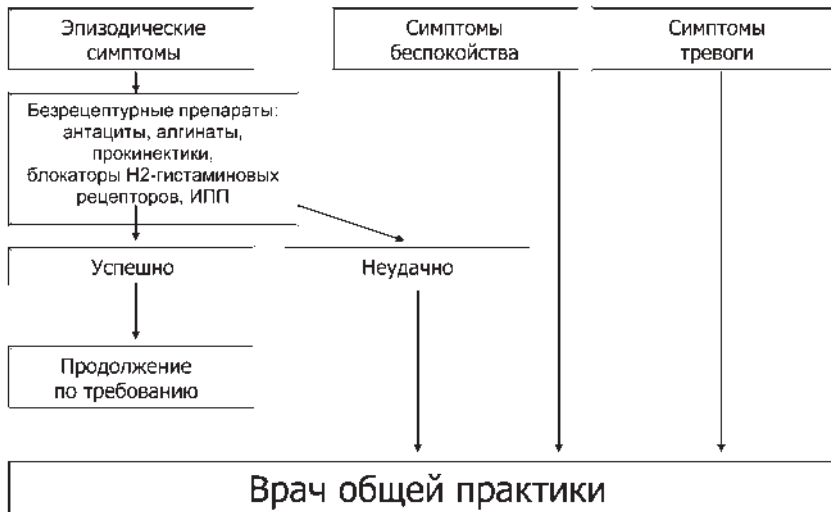 Эпизодические
симптомы
Симптомы
беспокойства
Симптомы
тревоги
Безрецептурные препараты:
антациты, алгинаты,
прокинектики,
блокаторы Н2-гистаминовых
рецепторов, ИПП
Успешно
Неудачно
Продолжение
по требованию
Врач общей практики